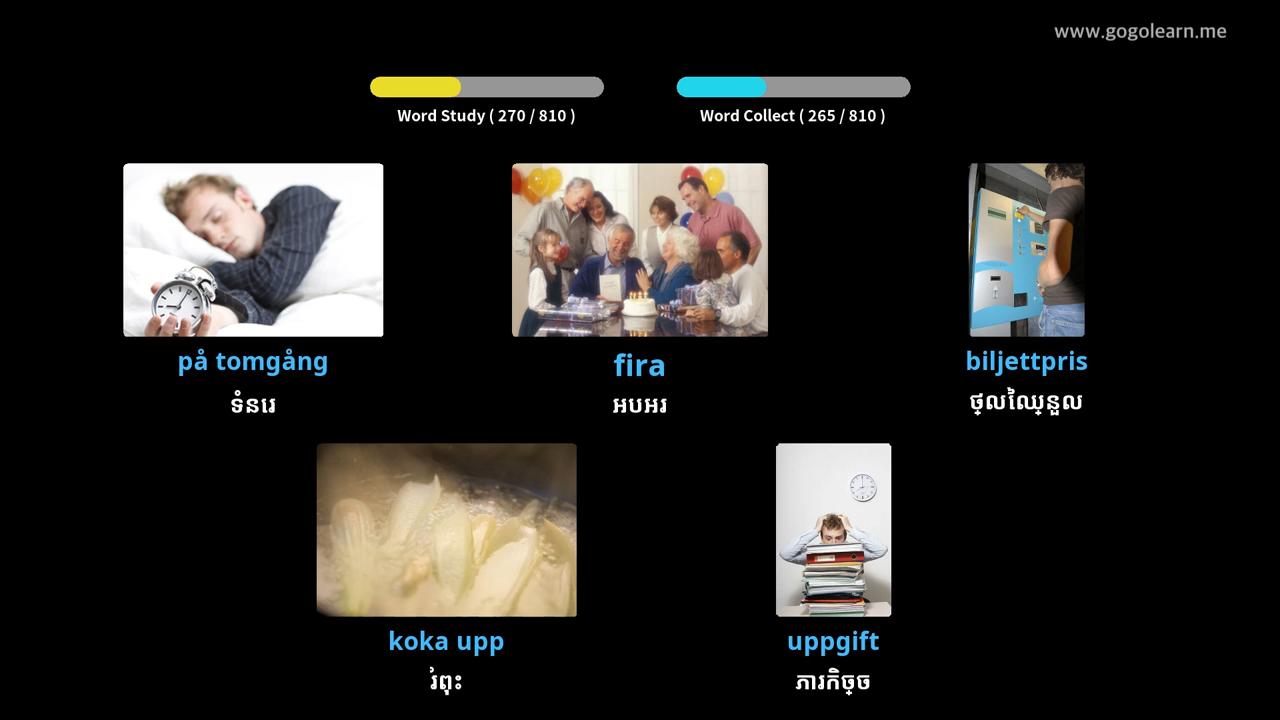 www.gogolearn.me
Word Study ( 270 / 810 )
Word Collect ( 265 / 810 )
på tomgång
ទំនេរ
fira
អបអរ
biljettpris
ថ្លៃឈ្នួល
koka upp
រំពុះ
uppgift
ភារកិច្ច